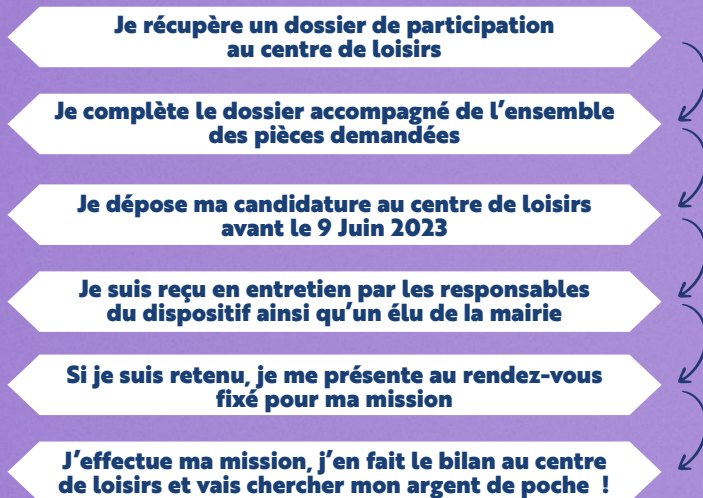 Je récupère un dossier de participation
au centre de loisirs
Je complète le dossier accompagné de l'ensemble
des pièces demandées
Je dépose ma candidature au centre de loisirs
avant le 9 Juin 2023
Je suis reçu en entretien par les responsables
du dispositif ainsi qu'un élu de la mairie
Si je suis retenu, je me présente au rendez-vous
fixé pour ma mission
J'effectue ma mission, j'en fait le bilan au centre
de loisirs et vais chercher mon argent de poche !